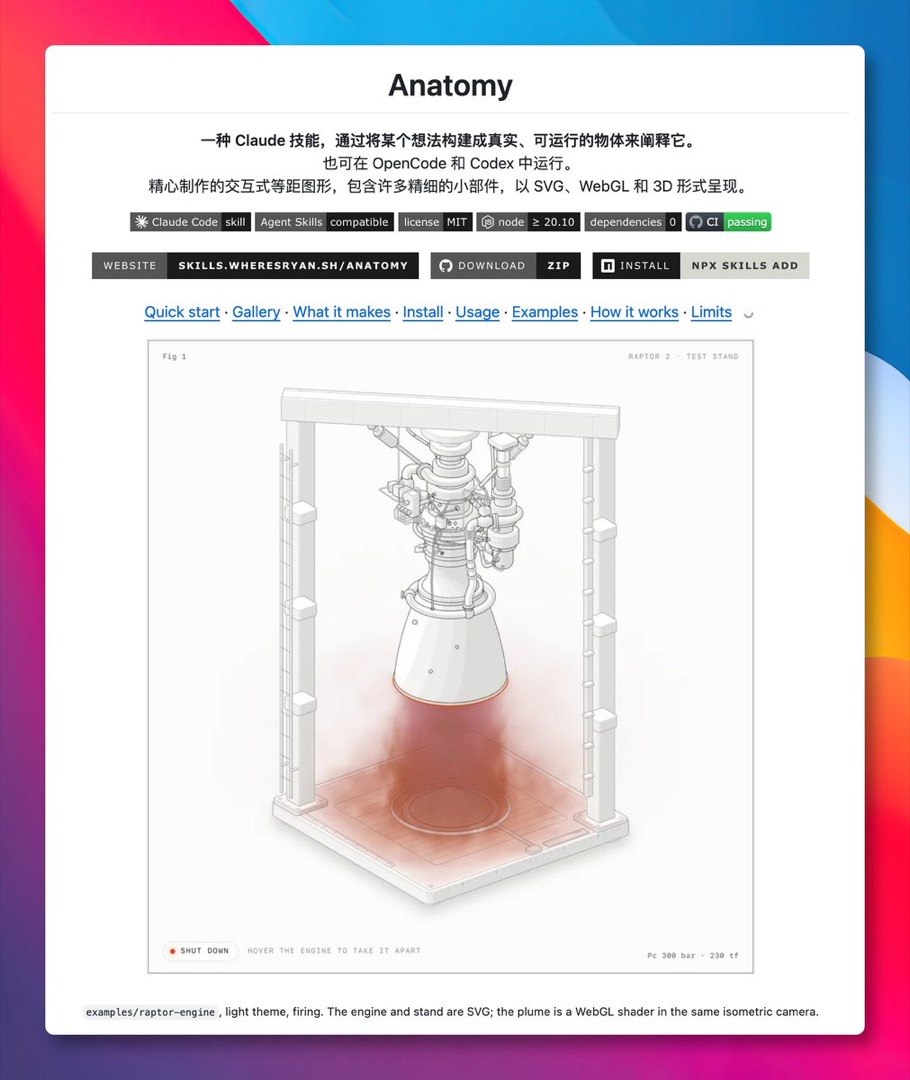 Anatomy
一种 Claude 技能，通过将某个想法构建成真实、可运行的物体来阐释它。
也可在 OpenCode 和 Codex 中运行。
精心制作的交互式等距图形，包含许多精细的小部件，以 SVG、WebGL 和 3D 形式呈现。
Claude Code skill Agent Skills compatible license MIT node ≥ 20.10 dependencies 0 CI passing
WEBSITE SKILLS.WHERESRYAN.SH/ANATOMY DOWNLOAD ZIP INSTALL NPX SKILLS ADD
Quick start · Gallery · What it makes · Install · Usage · Examples · How it works · Limits
Fig 1 RAPTOR 2 · TEST STAND
SHUT DOWN HOVER THE ENGINE TO TAKE IT APART Pc 300 bar · 230 tf
examples/raptor-engine , light theme, firing. The engine and stand are SVG; the plume is a WebGL shader in the same isometric camera.